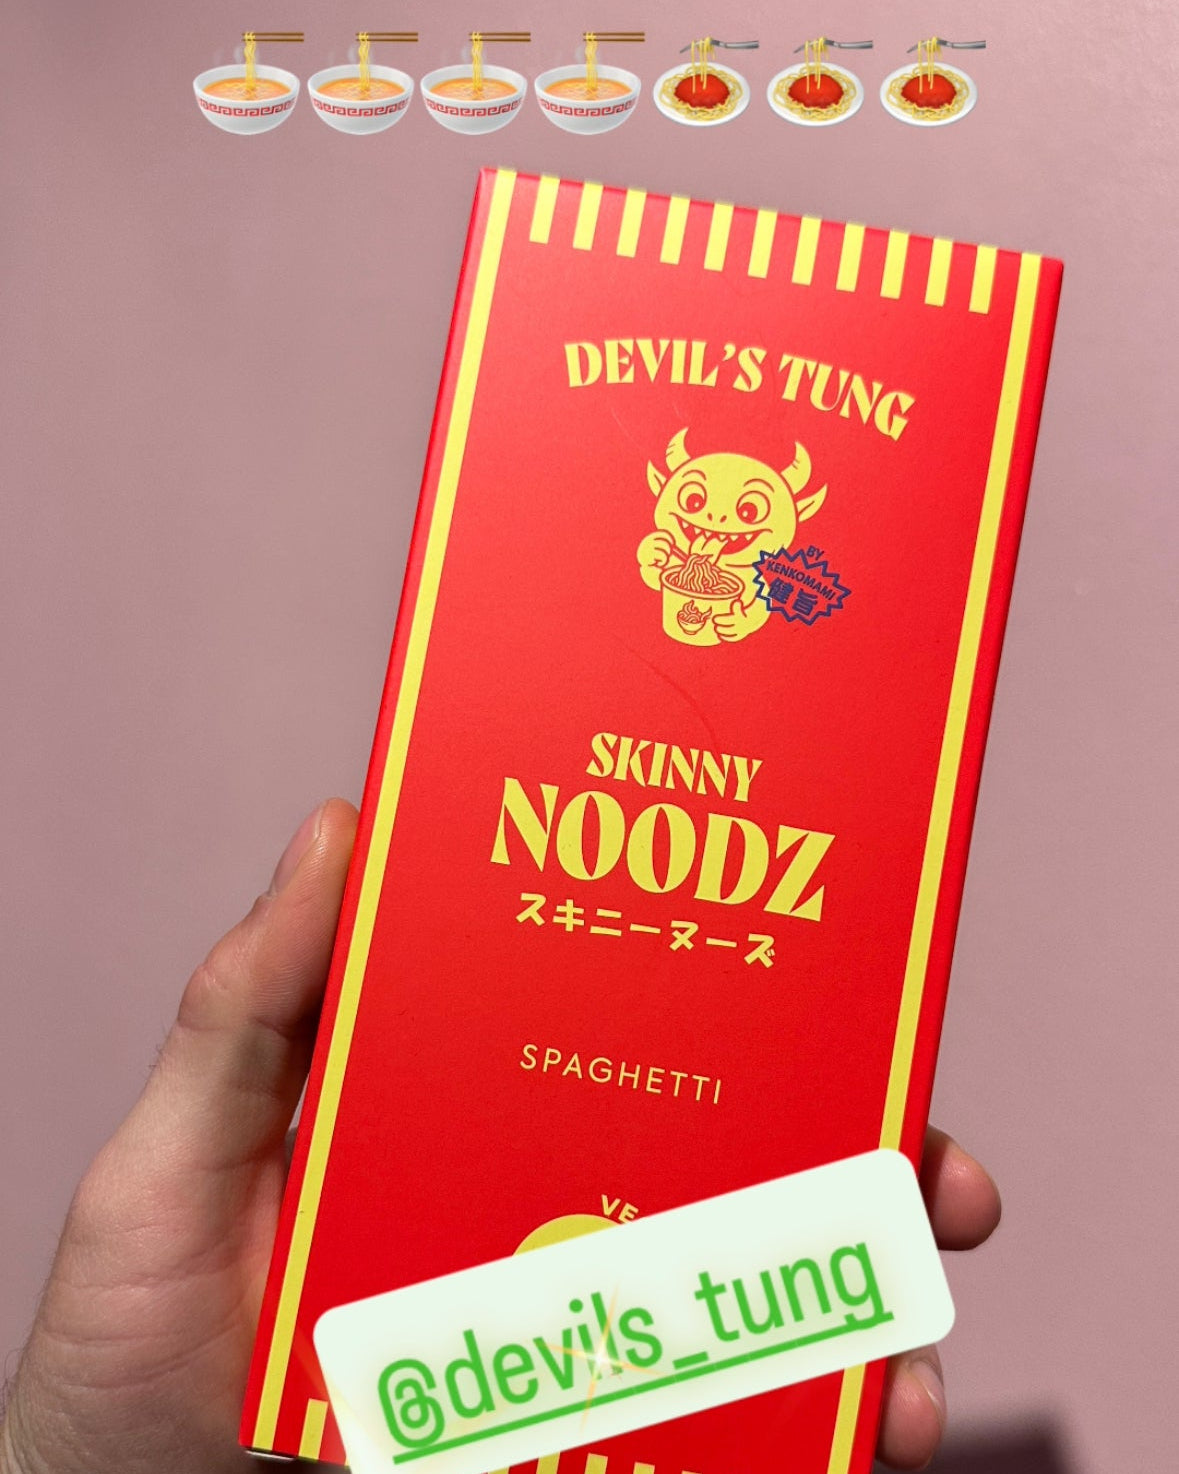 DEVIL'S TUNG
BY
KENKOMAMI
健旨
SKINNY
NOODZ
スキニーヌーズ
SPAGHETTI
@devils_tung